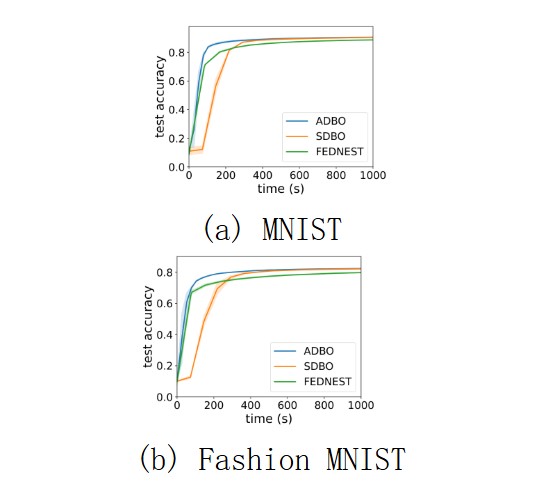 test accuracy
0.8
0.6
0.4
0.2
0.0
ADBO
SDBO
FEDNEST
0 200 400 600 800 1000
time (s)
(a) MNIST
test accuracy
0.8
0.6
0.4
0.2
0.0
ADBO
SDBO
FEDNEST
0 200 400 600 800 1000
time (s)
(b) Fashion MNIST